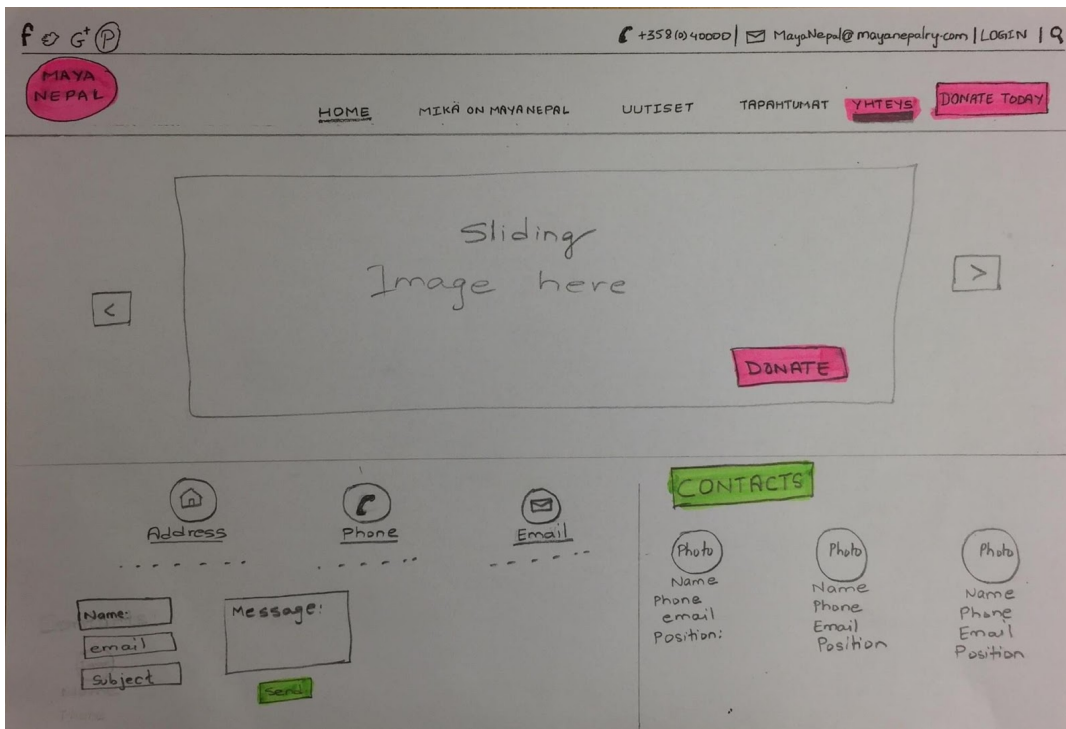 f G+ P
+358(0)40000 | MayaNepal@mayanepalry.com | LOGIN |
MAYA
NEPAL
HOME MIKÄ ON MAYANEPAL UUTISET TAPAHTUMAT YHTEYS DONATE TODAY
Sliding
Image here
< >
DONATE
CONTACTS
Address Phone Email
Name:
email
Subject
Message:
Send
Photo Photo Photo
Name Name Name
Phone Phone Phone
email Email Email
Position: Position Position